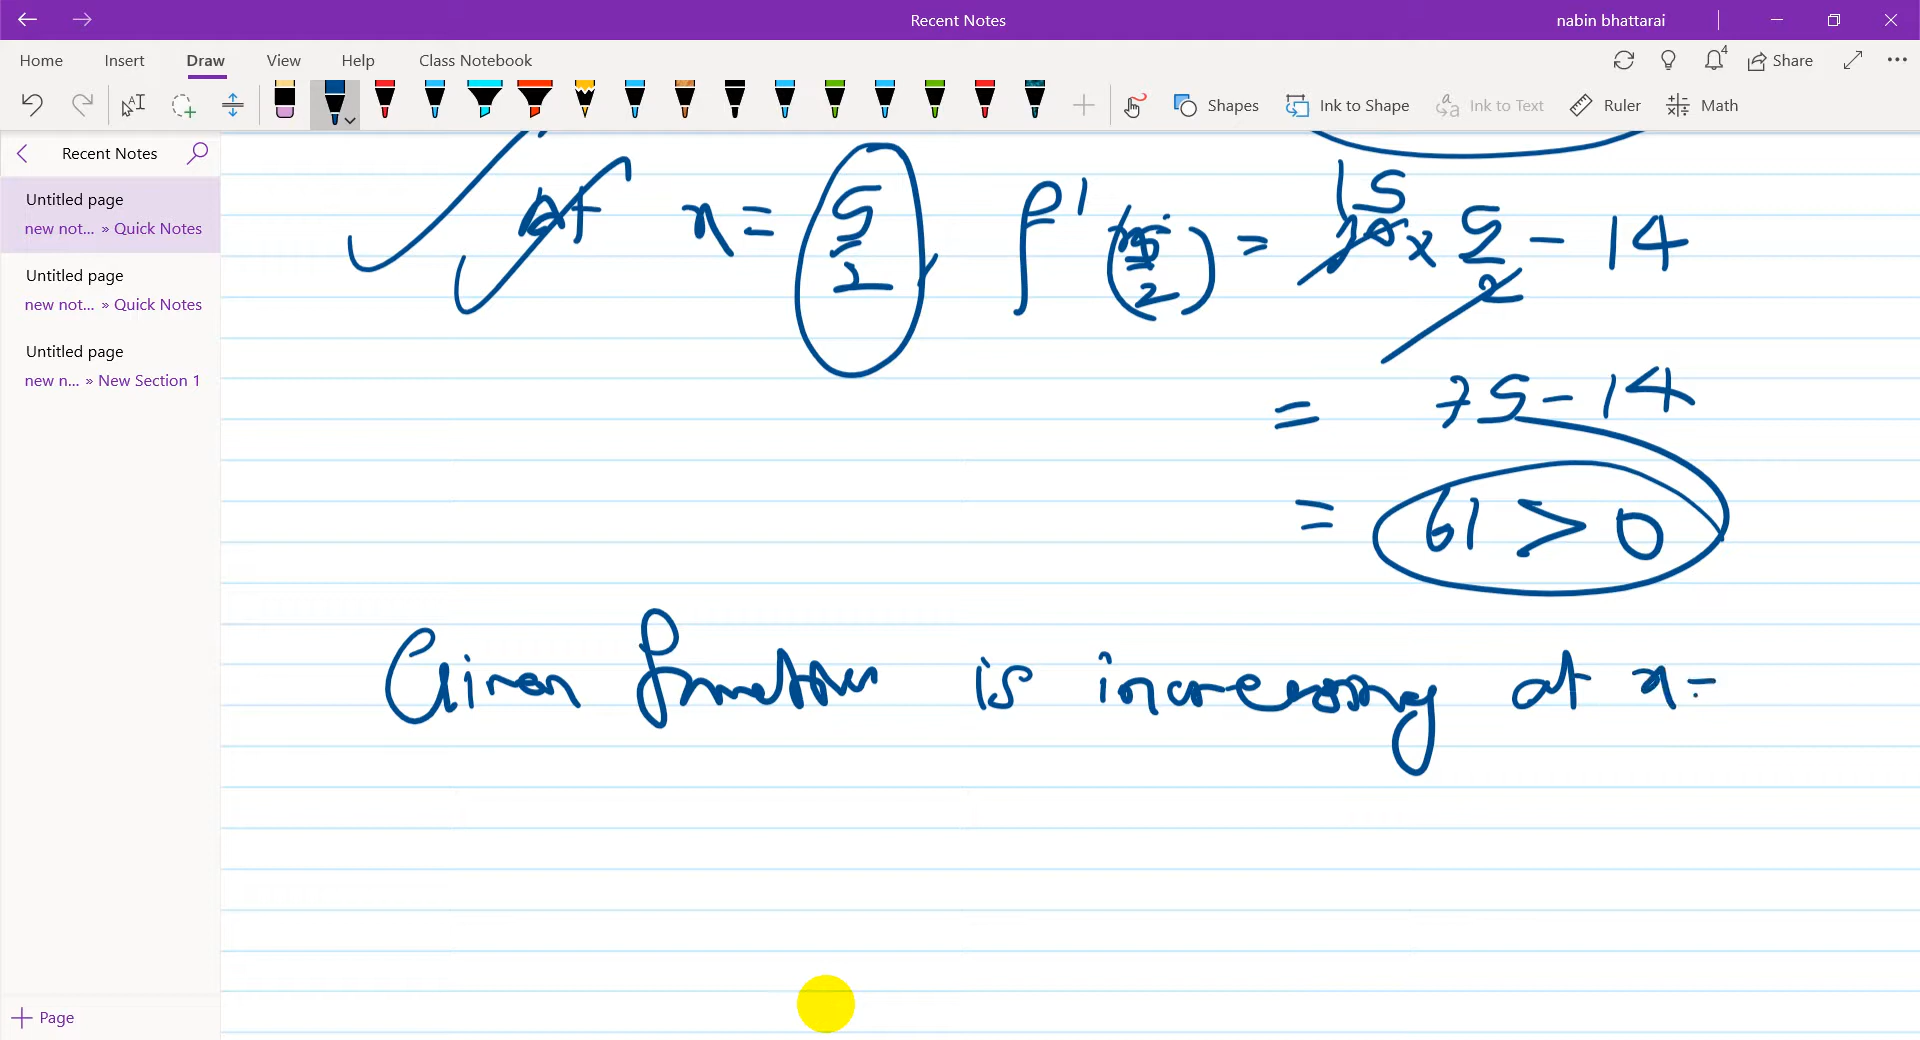 Recent Notes
nabin bhattarai
Home Insert Draw View Help Class Notebook
4
Share
Shapes Ink to Shape Ink to Text Ruler Math
Recent Notes
Untitled page
new not... » Quick Notes
Untitled page
new not... » Quick Notes
Untitled page
new n... » New Section 1
Page
15
At x = 5/2, f'(5/2) = 30 x 5/2 - 14
= 75 - 14
= 61 > 0
Given function is increasing at x =